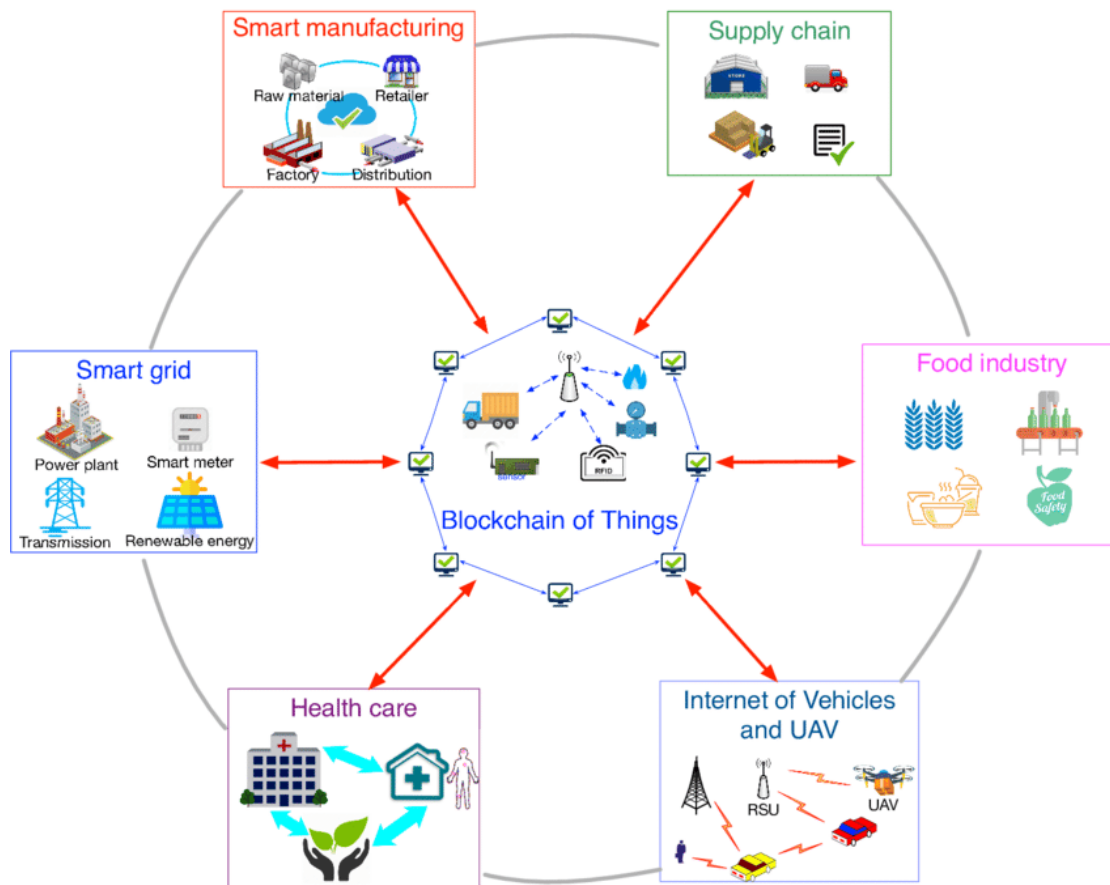 Smart manufacturing
Raw material
Retailer
Factory
Distribution
Supply chain
STORE
Smart grid
Power plant
Smart meter
Transmission
Renewable energy
sensor
RFID
Blockchain of Things
Food industry
Food
Safety
Health care
Internet of Vehicles
and UAV
RSU
UAV